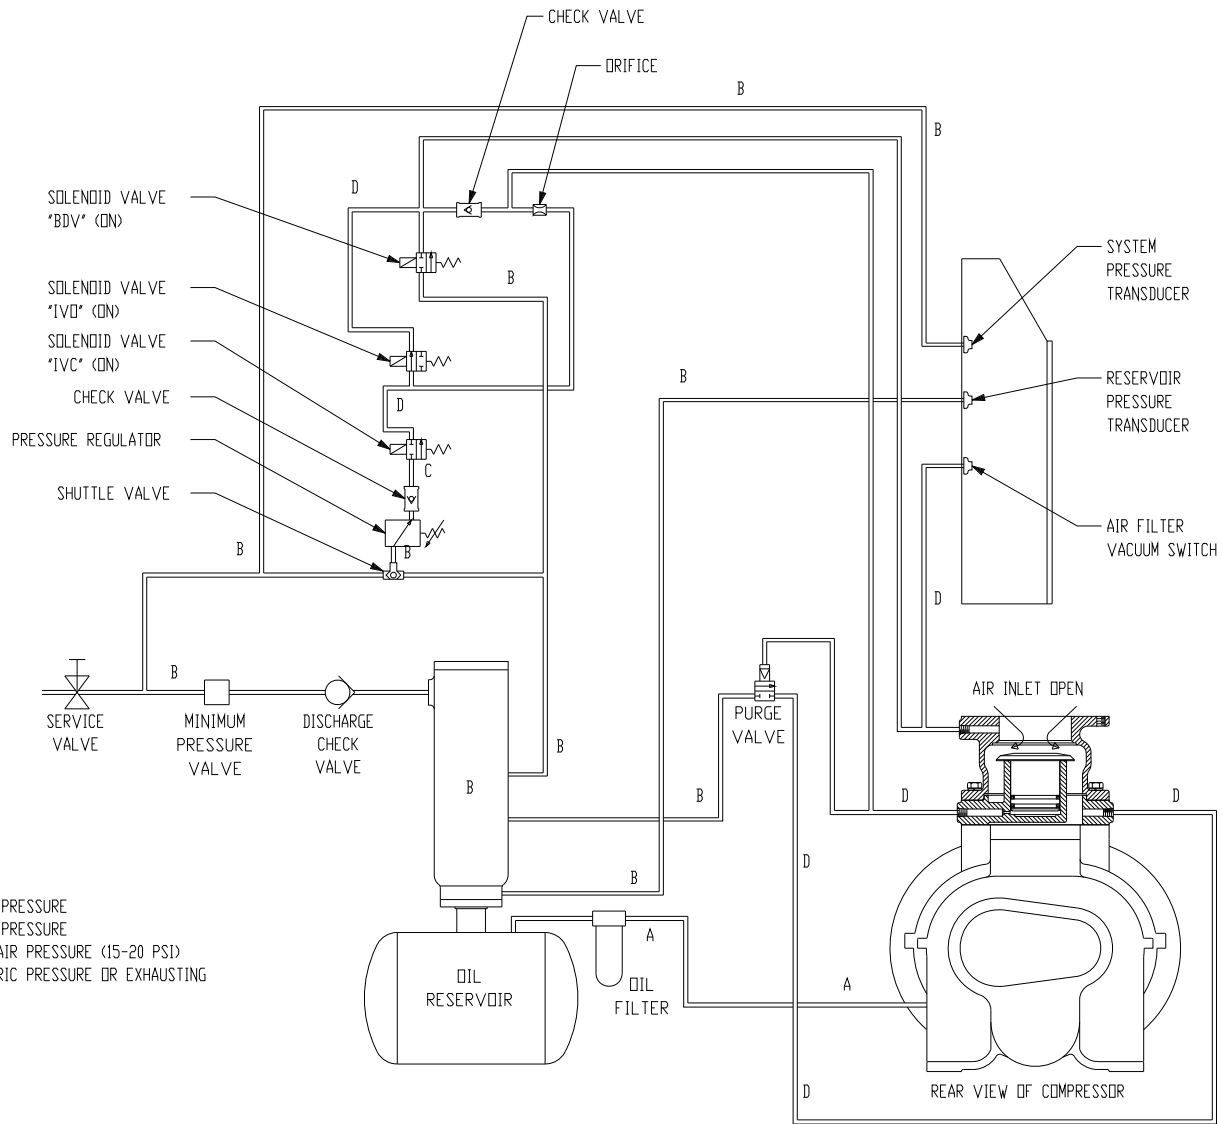 CHECK VALVE
ORIFICE
B
B
D
SOLENOID VALVE
"BDV" (ON)
B
SOLENOID VALVE
"IVO" (ON)
SOLENOID VALVE
"IVC" (ON)
CHECK VALVE
PRESSURE REGULATOR
SHUTTLE VALVE
SYSTEM
PRESSURE
TRANSDUCER
B
RESERVOIR
PRESSURE
TRANSDUCER
D
C
AIR FILTER
VACUUM SWITCH
B
B
D
B
SERVICE
VALVE
MINIMUM
PRESSURE
VALVE
DISCHARGE
CHECK
VALVE
PURGE
VALVE
AIR INLET OPEN
B
B
B
D
D
D
B
PRESSURE
PRESSURE
AIR PRESSURE (15-20 PSI)
RIC PRESSURE OR EXHAUSTING
A
OIL
RESERVOIR
OIL
FILTER
A
D
REAR VIEW OF COMPRESSOR